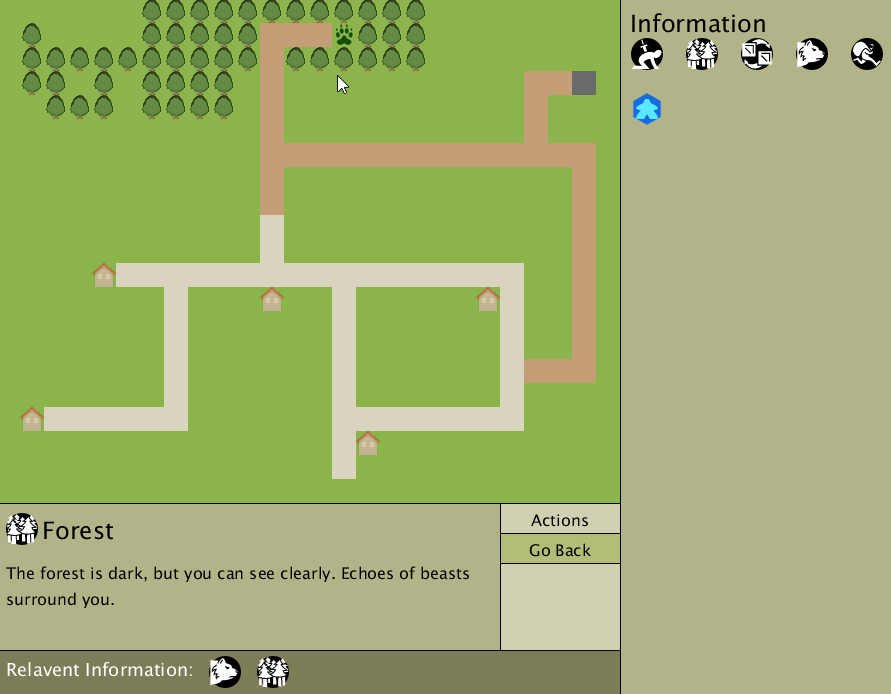 Information
Forest
The forest is dark, but you can see clearly. Echoes of beasts
surround you.
Actions
Go Back
Relavent Information: